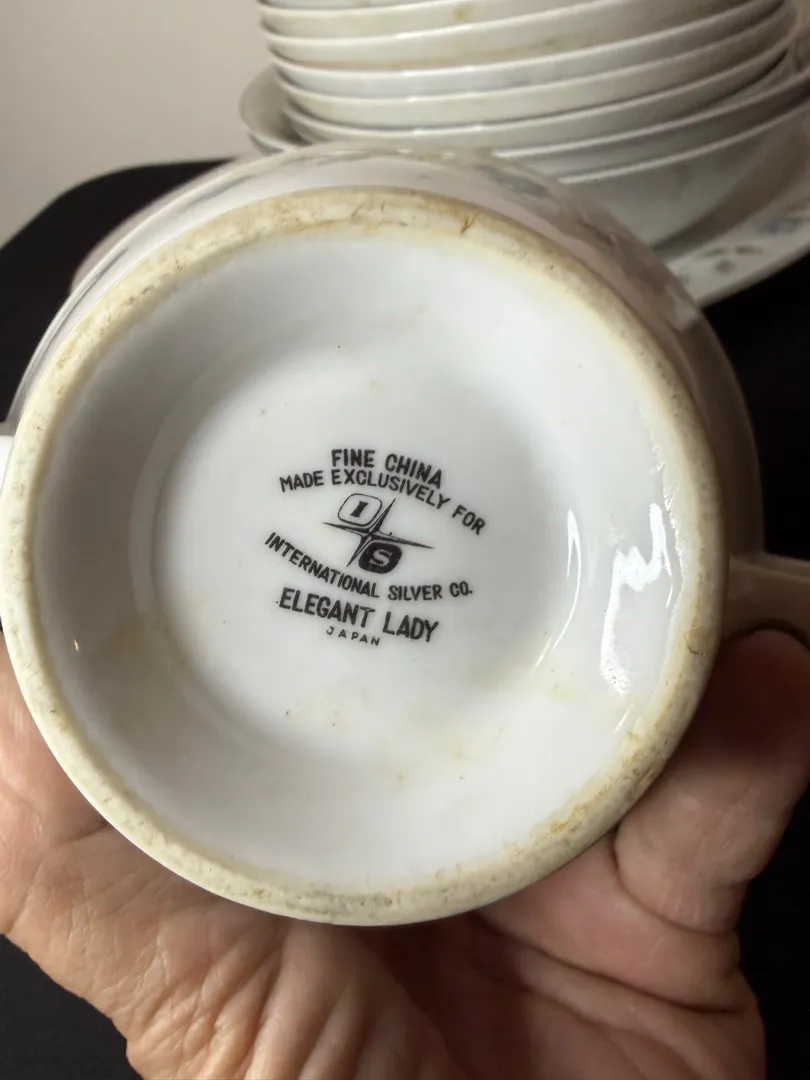 FINE CHINA
MADE EXCLUSIVELY FOR
I
S
INTERNATIONAL SILVER CO.
ELEGANT LADY
JAPAN